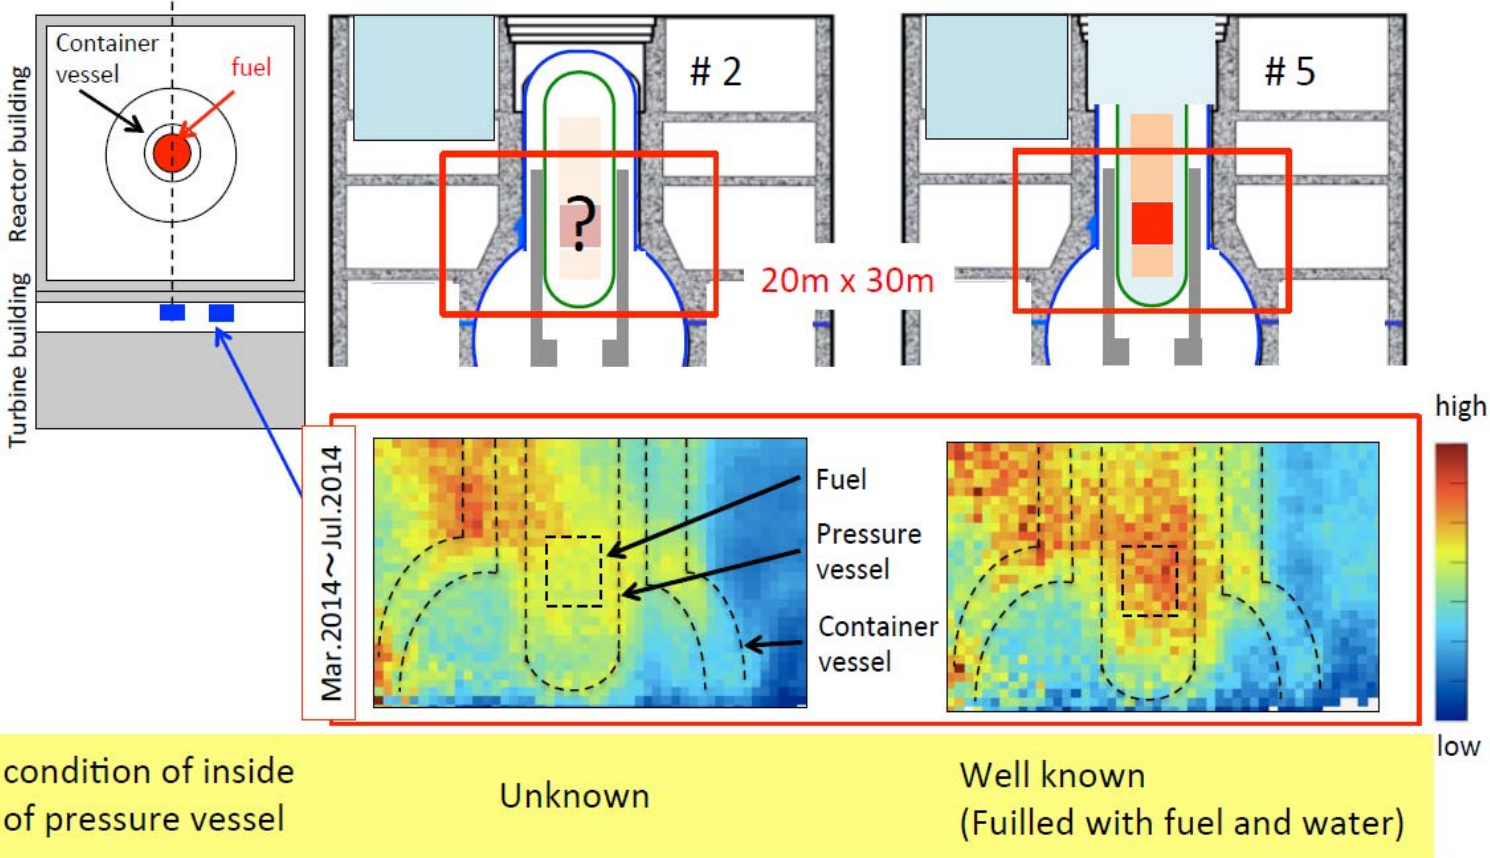 Container
vessel
fuel
Reactor building
Turbine building
# 2
?
# 5
20m x 30m
high
Mar.2014~Jul.2014
Fuel
Pressure
vessel
Container
vessel
low
condition of inside
of pressure vessel
Unknown
Well known
(Fuilled with fuel and water)